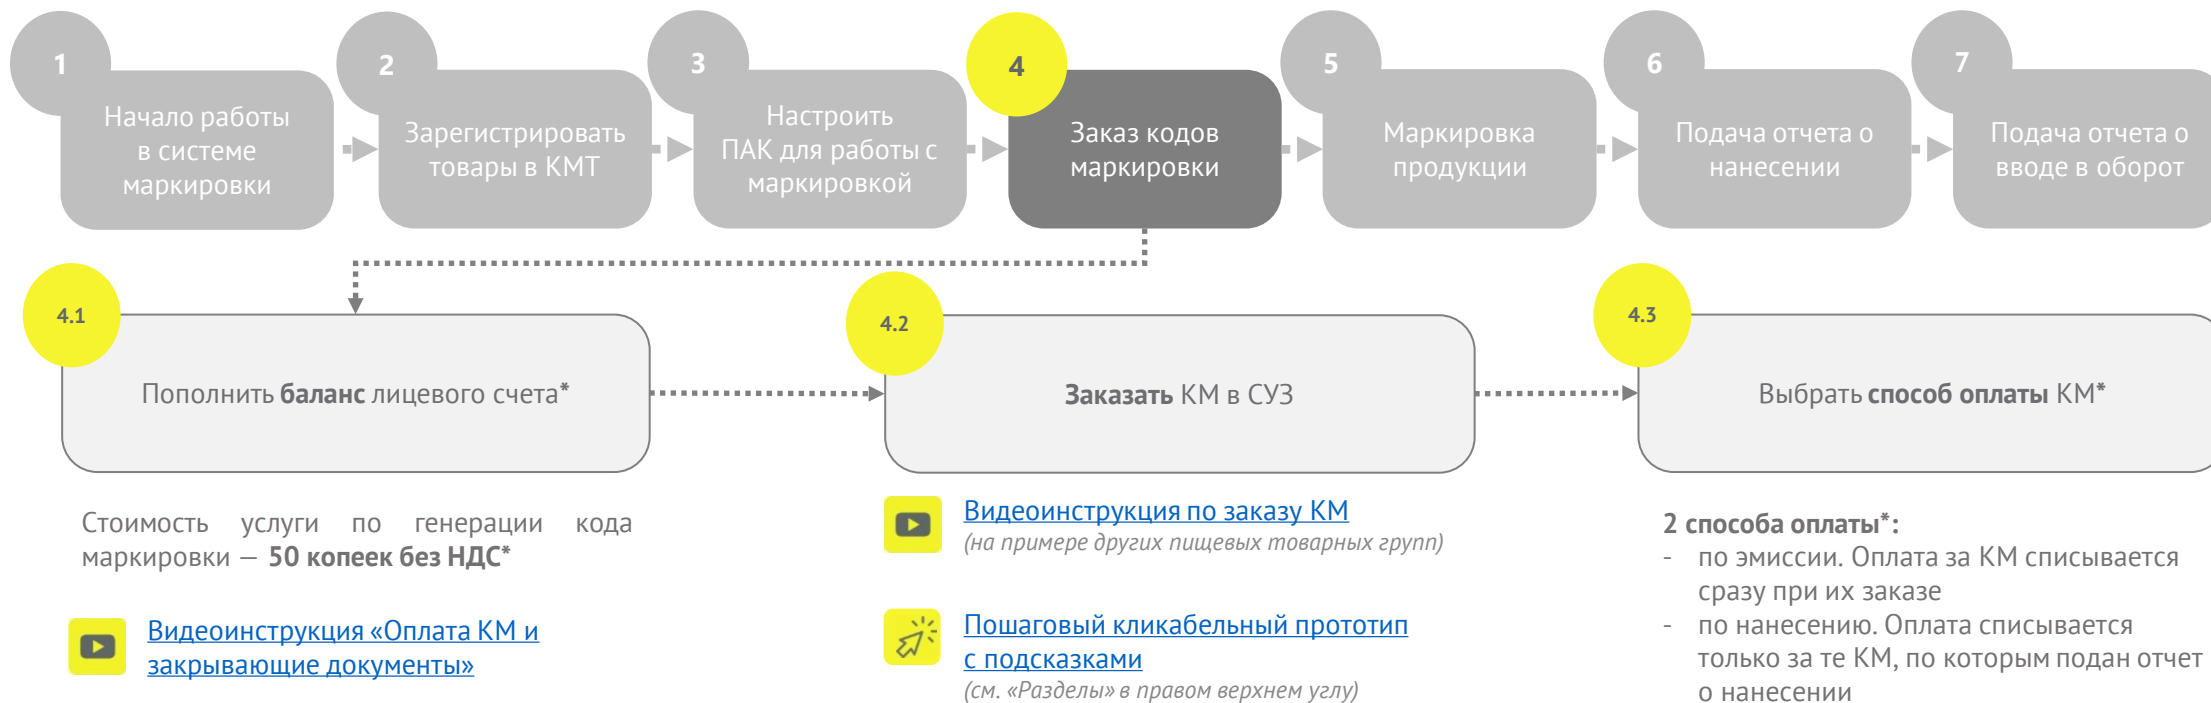 1
Начало работы
в системе
маркировки
2
Зарегистрировать
товары в КМТ
3
Настроить
ПАК для работы с
маркировкой
4
Заказ кодов
маркировки
5
Маркировка
продукции
6
Подача отчета о
нанесении
7
Подача отчета о
вводе в оборот
4.1
Пополнить баланс лицевого счета*
4.2
Заказать КМ в СУЗ
4.3
Выбрать способ оплаты КМ*
Стоимость услуги по генерации кода
маркировки — 50 копеек без НДС*
Видеоинструкция «Оплата КМ и
закрывающие документы»
Видеоинструкция по заказу КМ
(на примере других пищевых товарных групп)
Пошаговый кликабельный прототип
с подсказками
(см. «Разделы» в правом верхнем углу)
2 способа оплаты*:
- по эмиссии. Оплата за КМ списывается
сразу при их заказе
- по нанесению. Оплата списывается
только за те КМ, по которым подан отчет
о нанесении